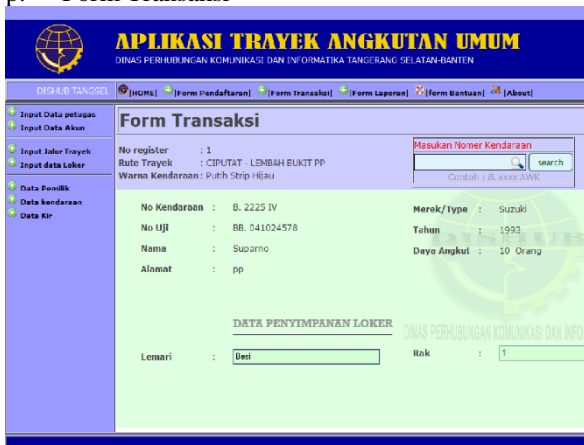 p. Form Transaksi
APLIKASI TRAYEK ANGKUTAN UMUM
DINAS PERHUBUNGAN KOMUNIKASI DAN INFORMATIKA TANGERANG SELATAN-BANTEN
DISHUB TANGSEL |HOME| |Form Pendaftaran| |Form Transaksi| |Form Laporan| |form Bantuan| |About|
Input Data petugas
Input Data Akun
Input Jalur Trayek
Input data Loker
Data Pemilik
Data kendaraan
Data Kir
Form Transaksi
No register : 1
Rute Trayek : CIPUTAT - LEMBAH BUKIT PP
Warna Kendaraan : Putih Strip Hijau
Masukan Nomer Kendaraan
search
Contoh : B. xxxx AWK
No Kendaraan : B. 2225 IV
No Uji : BB. 041024578
Nama : Suparno
Alamat : pp
Merek/Type : Suzuki
Tahun : 1993
Daya Angkut : 10 Orang
DISHUB
DINAS PERHUBUNGAN KOMUNIKASI DAN INFO
DATA PENYIMPANAN LOKER
Lemari : Besi
Rak : 1